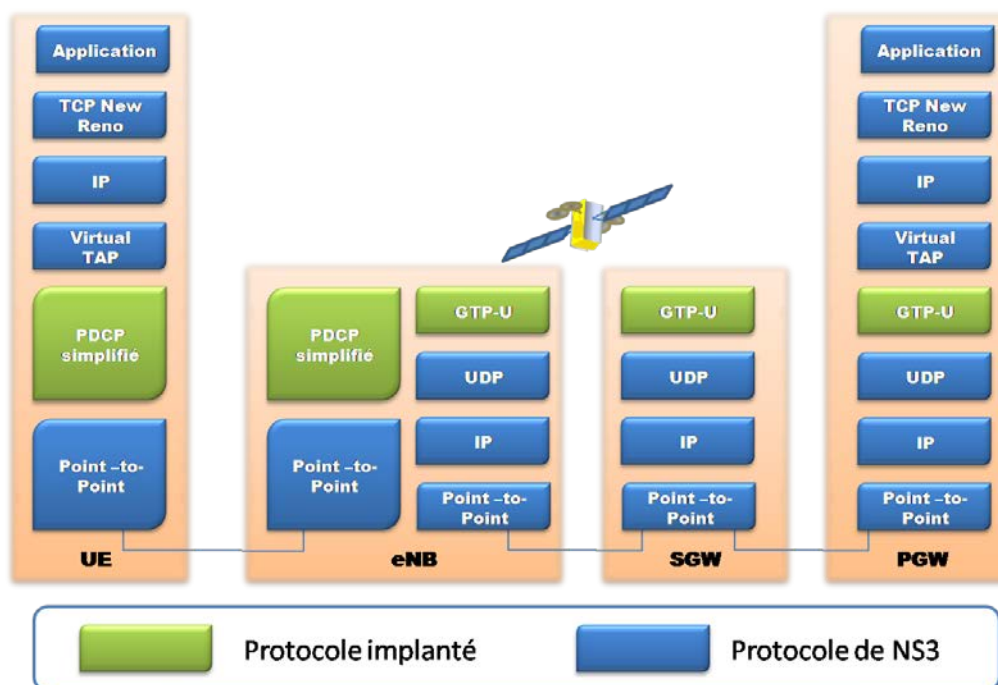 Application
TCP New
Reno
IP
Virtual
TAP
PDCP
simplifié
Point –to-
Point
UE
PDCP
simplifié
Point –to-
Point
GTP-U
UDP
IP
Point –to-
Point
eNB
GTP-U
UDP
IP
Point –to-
Point
SGW
Application
TCP New
Reno
IP
Virtual
TAP
GTP-U
UDP
IP
Point –to-
Point
PGW
Protocole implanté
Protocole de NS3